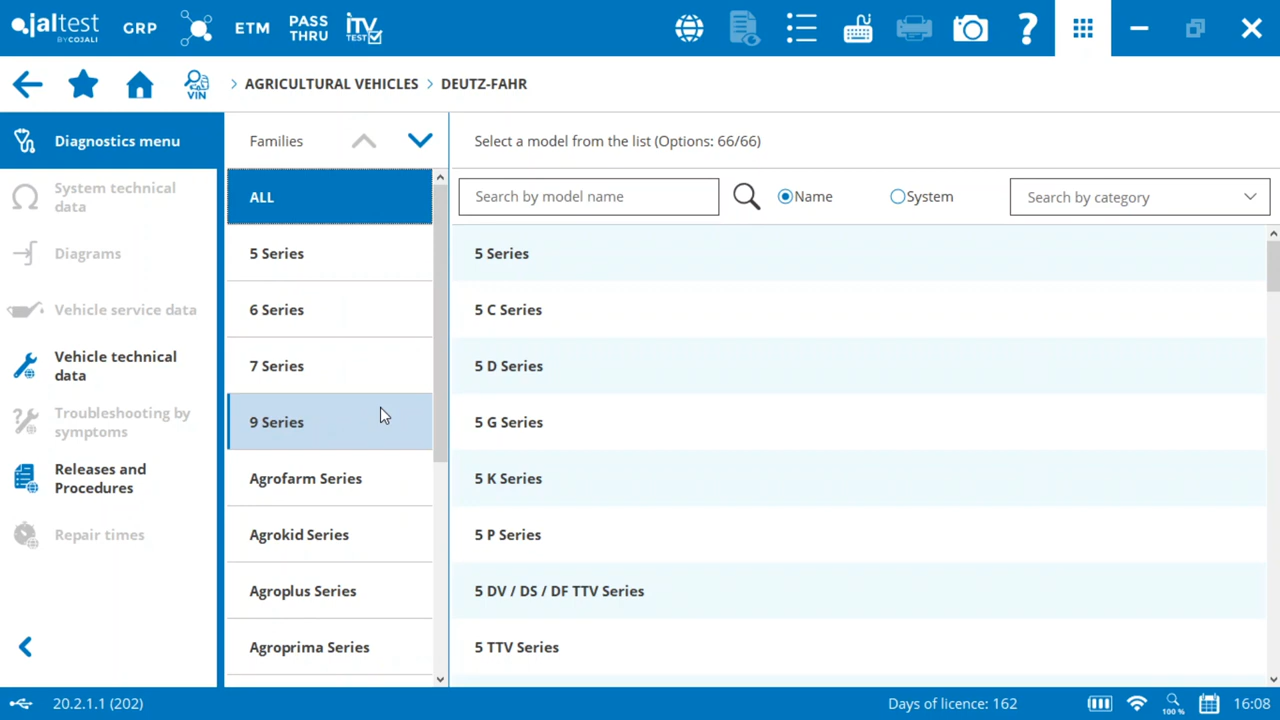 jaltest
BY COJALI
GRP
ETM
PASS
THRU
iTV
TEST
?
VIN
> AGRICULTURAL VEHICLES > DEUTZ-FAHR
Diagnostics menu
System technical
data
Diagrams
Vehicle service data
Vehicle technical
data
Troubleshooting by
symptoms
Releases and
Procedures
Repair times
Families
ALL
5 Series
6 Series
7 Series
9 Series
Agrofarm Series
Agrokid Series
Agroplus Series
Agroprima Series
Select a model from the list (Options: 66/66)
Search by model name
Name
System
Search by category
5 Series
5 C Series
5 D Series
5 G Series
5 K Series
5 P Series
5 DV / DS / DF TTV Series
5 TTV Series
20.2.1.1 (202)
Days of licence: 162
100 %
16:08